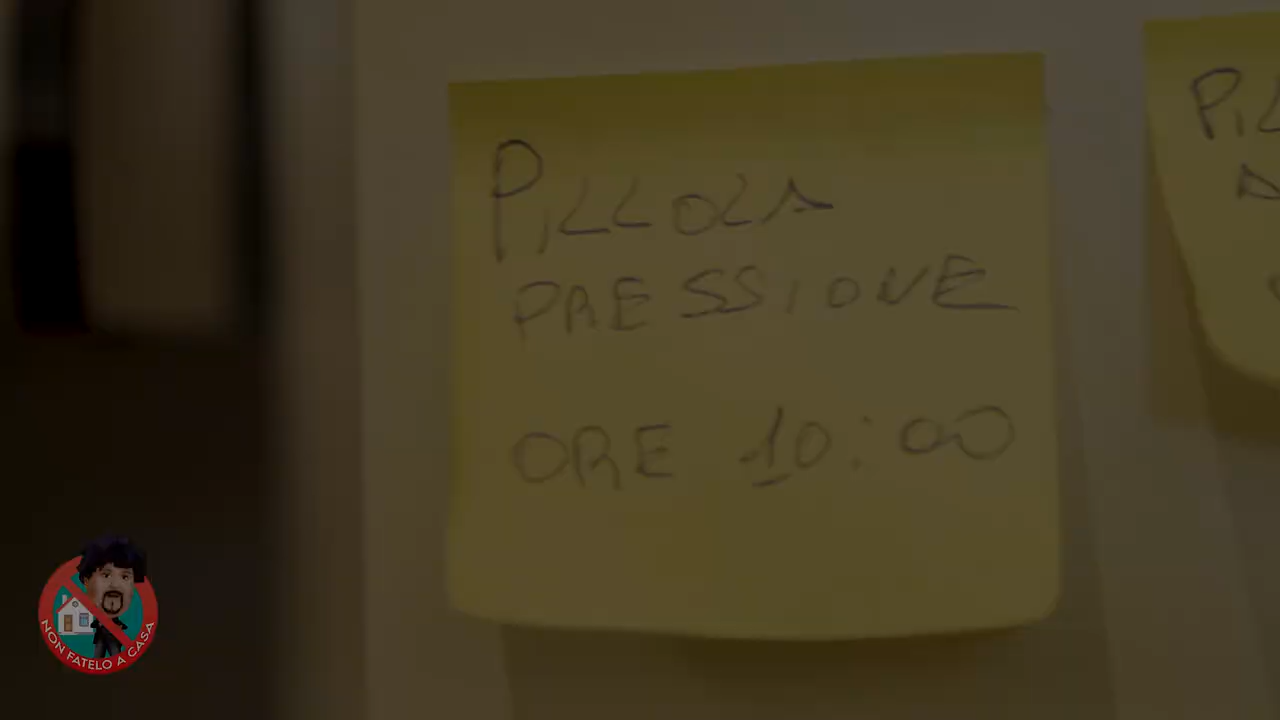 PILLOLA
PRESSIONE
ORE 10:00
NON FATELO A CASA